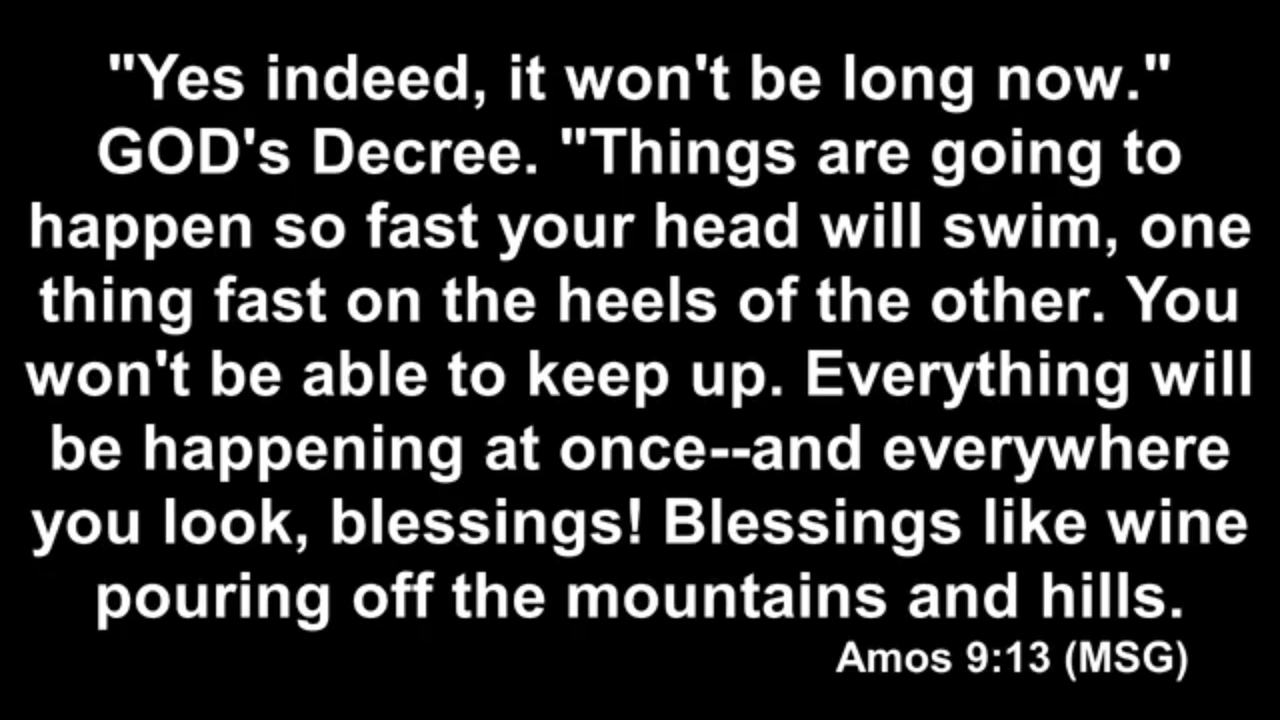 "Yes indeed, it won't be long now."
GOD's Decree. "Things are going to
happen so fast your head will swim, one
thing fast on the heels of the other. You
won't be able to keep up. Everything will
be happening at once--and everywhere
you look, blessings! Blessings like wine
pouring off the mountains and hills.
Amos 9:13 (MSG)